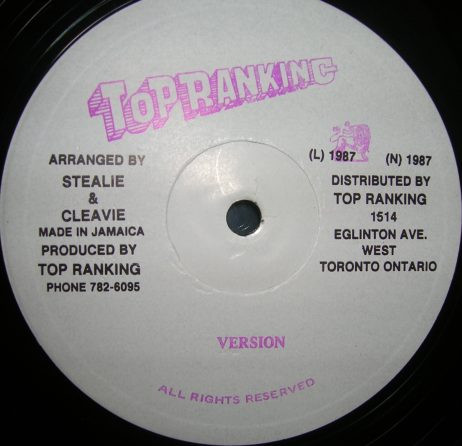 TOP RANKING
ARRANGED BY
STEALIE
&
CLEAVIE
MADE IN JAMAICA
PRODUCED BY
TOP RANKING
PHONE 782-6095
(L) 1987 (N) 1987
DISTRIBUTED BY
TOP RANKING
1514
EGLINTON AVE.
WEST
TORONTO ONTARIO
VERSION
ALL RIGHTS RESERVED